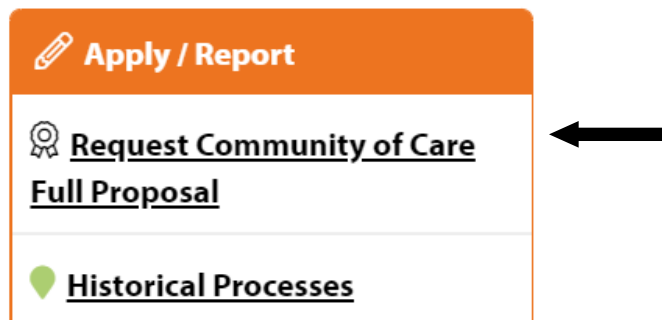 Apply / Report
Request Community of Care
Full Proposal
Historical Processes